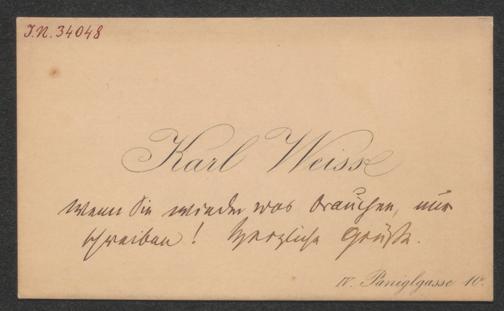 J.N. 34048
Karl Weiss
Wenn Sie wieder was brauchen, nur
schreiben! Herzliche Grüße.
IV. Paniglgasse 10.